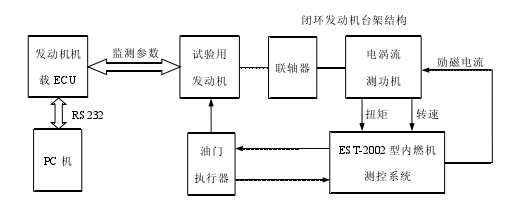 闭环发动机台架结构
发动机机
载 ECU
监测参数
试验用
发动机
联轴器
电涡流
测功机
励磁电流
RS 232
扭矩
转速
PC 机
油门
执行器
EST-2002 型内燃机
测控系统